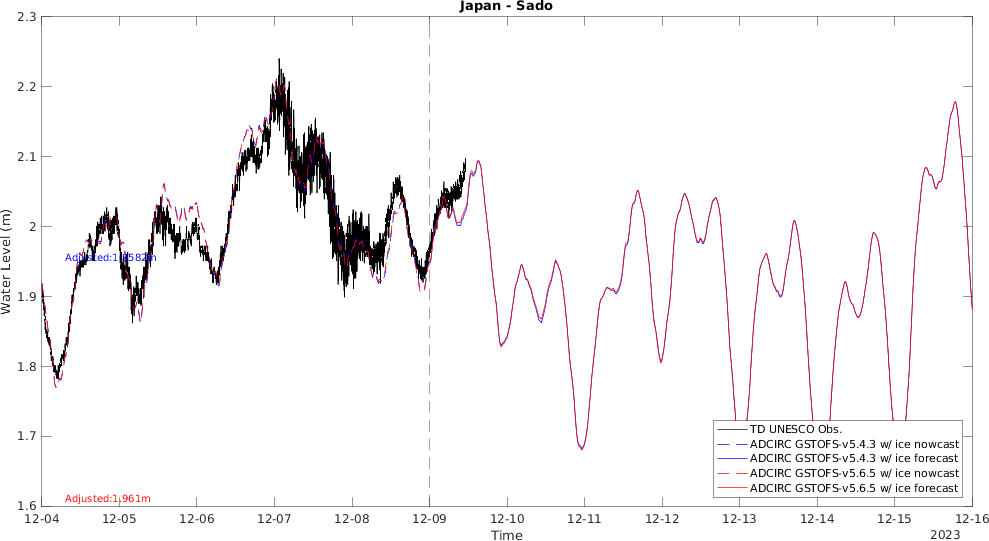 Japan - Sado
Water Level (m)
2.3
2.2
2.1
2
1.9
1.8
1.7
1.6
Adjusted:1.9582m
Adjusted:1.961m
TD UNESCO Obs.
ADCIRC GSTOFS-v5.4.3 w/ ice nowcast
ADCIRC GSTOFS-v5.4.3 w/ ice forecast
ADCIRC GSTOFS-v5.6.5 w/ ice nowcast
ADCIRC GSTOFS-v5.6.5 w/ ice forecast
12-04 12-05 12-06 12-07 12-08 12-09 12-10 12-11 12-12 12-13 12-14 12-15 12-16
Time
2023